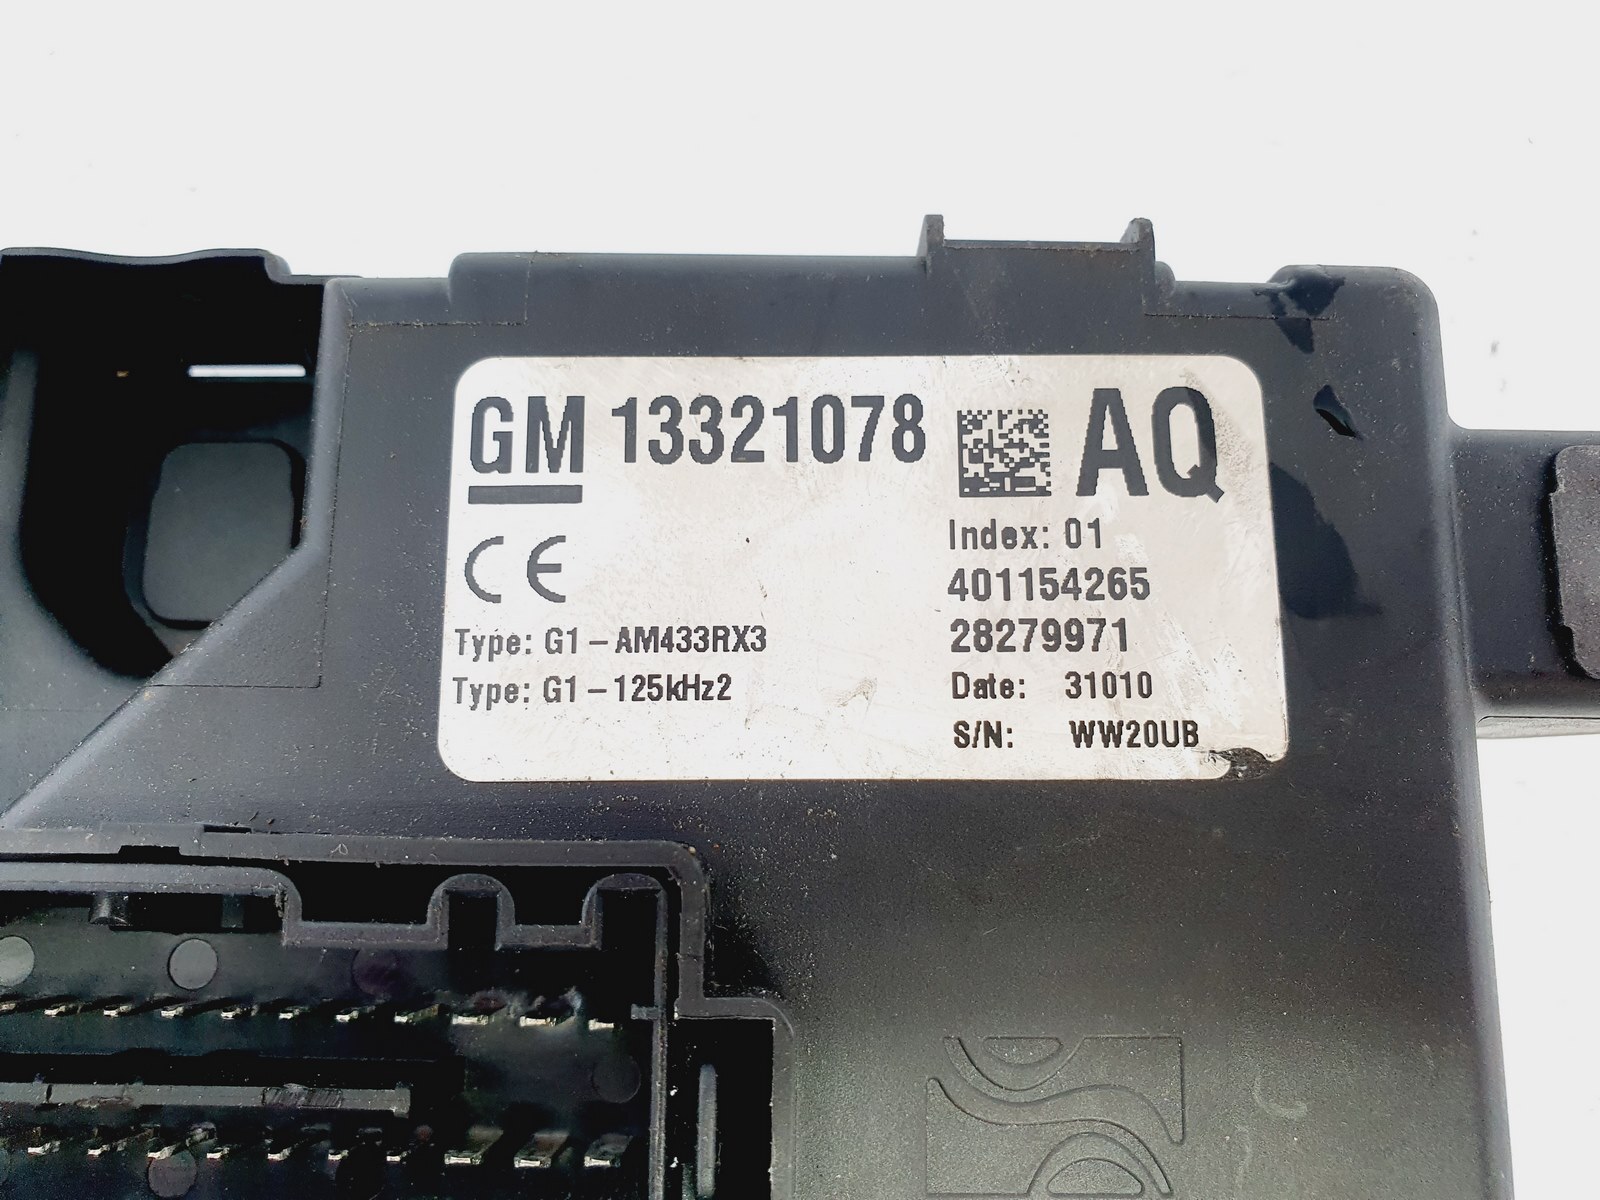 GM 13321078 AQ
Index: 01
401154265
28279971
CE
Type: G1-AM433RX3
Type: G1-125kHz2
Date: 31010
S/N: WW20UB